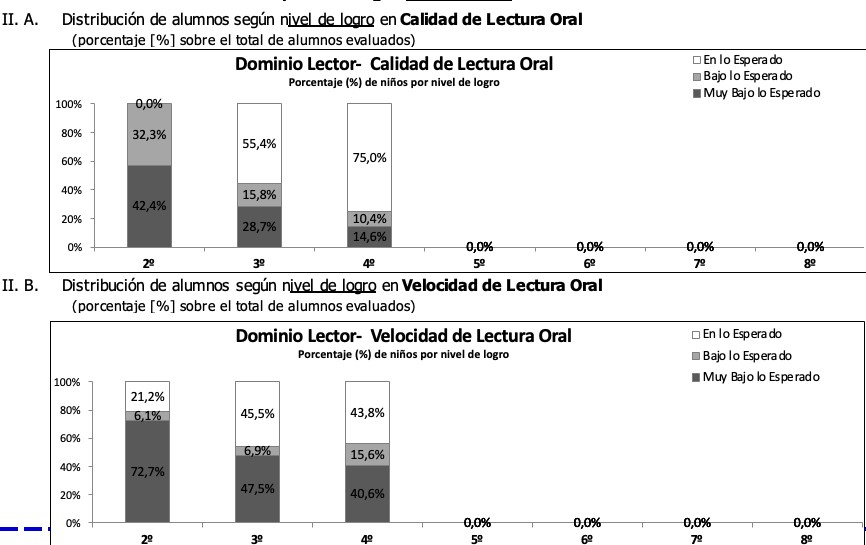 II. A. Distribución de alumnos según nivel de logro en Calidad de Lectura Oral
(porcentaje [%] sobre el total de alumnos evaluados)
Dominio Lector- Calidad de Lectura Oral
Porcentaje (%) de niños por nivel de logro
En lo Esperado
Bajo lo Esperado
Muy Bajo lo Esperado
100%
80%
60%
40%
20%
0%
0,0%
32,3%
42,4%
55,4%
15,8%
28,7%
75,0%
10,4%
14,6%
0,0% 0,0% 0,0% 0,0%
2º 3º 4º 5º 6º 7º 8º
II. B. Distribución de alumnos según nivel de logro en Velocidad de Lectura Oral
(porcentaje [%] sobre el total de alumnos evaluados)
Dominio Lector- Velocidad de Lectura Oral
Porcentaje (%) de niños por nivel de logro
En lo Esperado
Bajo lo Esperado
Muy Bajo lo Esperado
100%
80%
60%
40%
20%
0%
21,2%
6,1%
72,7%
45,5%
6,9%
47,5%
43,8%
15,6%
40,6%
0,0% 0,0% 0,0% 0,0%
2º 3º 4º 5º 6º 7º 8º